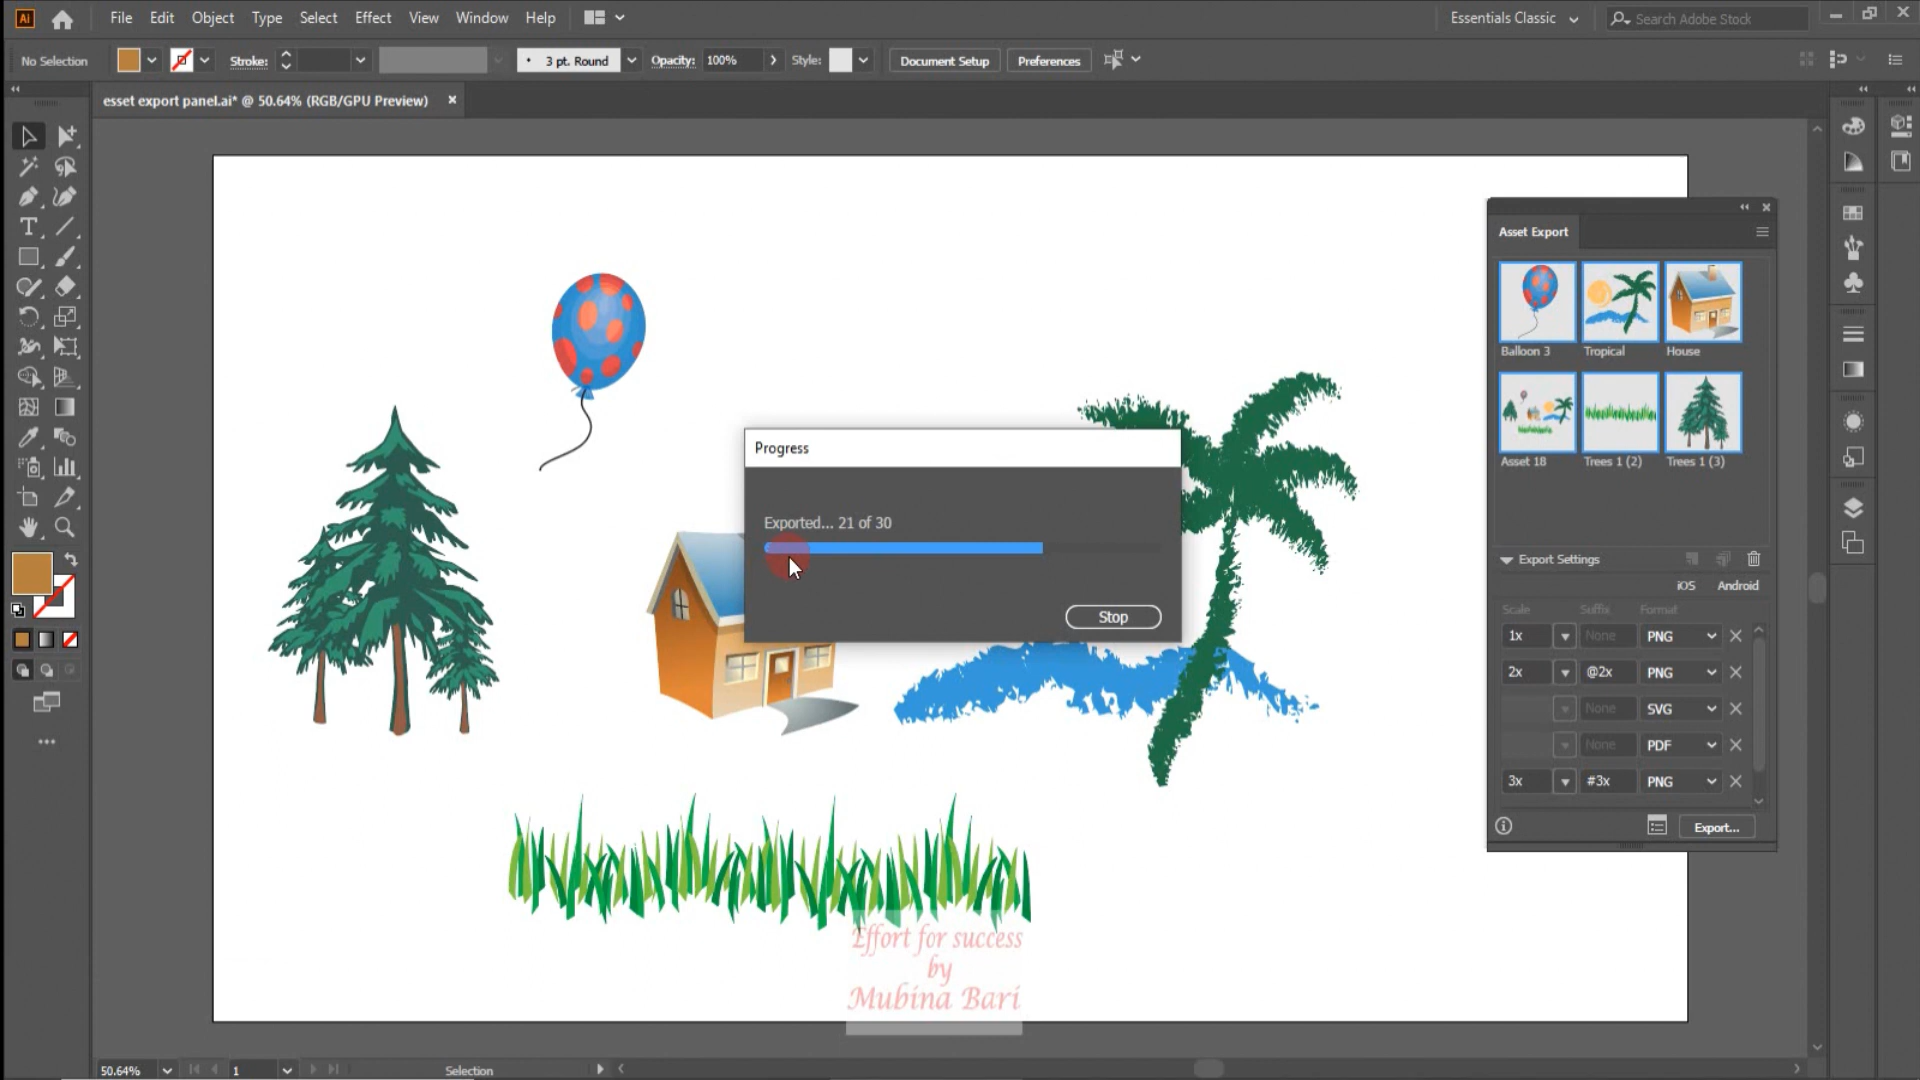 Ai File Edit Object Type Select Effect View Window Help Essentials Classic Search Adobe Stock
No Selection Stroke: 3 pt. Round Opacity: 100% Style: Document Setup Preferences
esset export panel.ai* @ 50.64% (RGB/GPU Preview)
Asset Export
Balloon 3 Tropical House
Asset 18 Trees 1 (2) Trees 1 (3)
Progress
Exported... 21 of 30
Stop
Export Settings
iOS Android
Scale Suffix Format
1x None PNG
2x @2x PNG
None SVG
None PDF
3x #3x PNG
Export...
Effort for success
by
Mubina Bari
50.64% 1 Selection